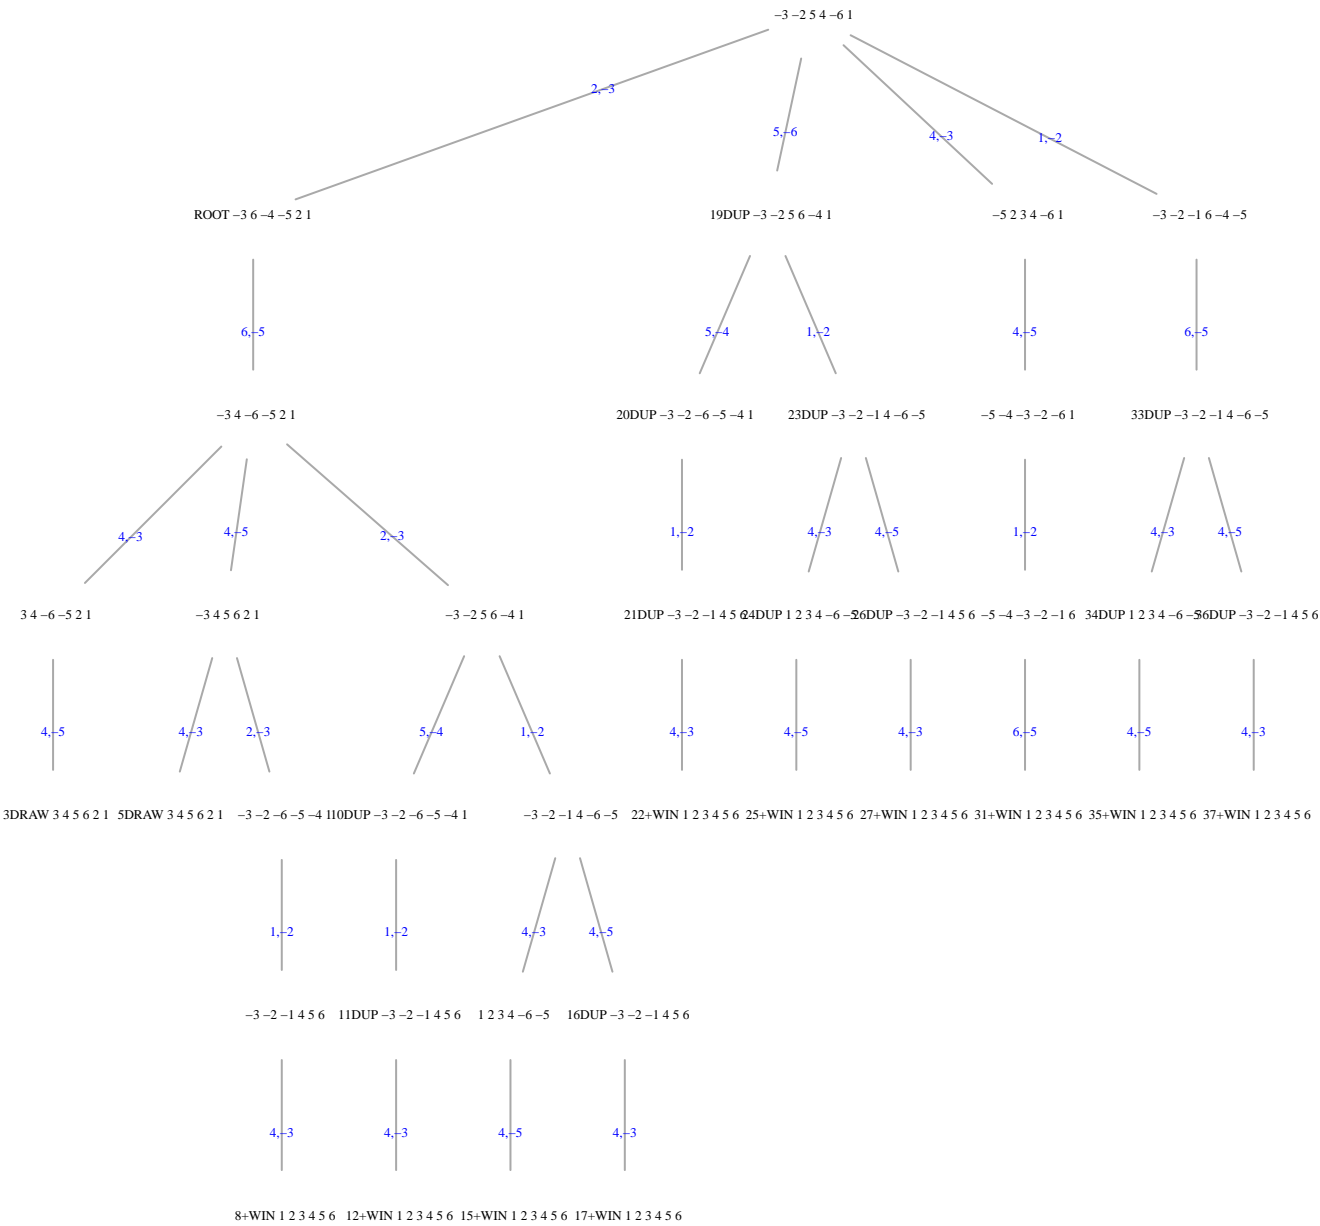 −3 −2 5 4 −6 1
2,−3
5,−6
4,−3
1,−2
ROOT −3 6 −4 −5 2 1
19DUP −3 −2 5 6 −4 1
−5 2 3 4 −6 1
−3 −2 −1 6 −4 −5
6,−5
5,−4
1,−2
4,−5
6,−5
−3 4 −6 −5 2 1
20DUP −3 −2 −6 −5 −4 1
23DUP −3 −2 −1 4 −6 −5
−5 −4 −3 −2 −6 1
33DUP −3 −2 −1 4 −6 −5
4,−3
4,−5
2,−3
1,−2
4,−3
4,−5
1,−2
4,−3
4,−5
3 4 −6 −5 2 1
−3 4 5 6 2 1
−3 −2 5 6 −4 1
21DUP −3 −2 −1 4 5 6
24DUP 1 2 3 4 −6 −5
26DUP −3 −2 −1 4 5 6
−5 −4 −3 −2 −1 6
34DUP 1 2 3 4 −6 −5
36DUP −3 −2 −1 4 5 6
4,−5
4,−3
2,−3
5,−4
1,−2
4,−3
4,−5
4,−3
6,−5
4,−5
4,−3
3DRAW 3 4 5 6 2 1
5DRAW 3 4 5 6 2 1
−3 −2 −6 −5 −4 1
10DUP −3 −2 −6 −5 −4 1
−3 −2 −1 4 −6 −5
22+WIN 1 2 3 4 5 6
25+WIN 1 2 3 4 5 6
27+WIN 1 2 3 4 5 6
31+WIN 1 2 3 4 5 6
35+WIN 1 2 3 4 5 6
37+WIN 1 2 3 4 5 6
1,−2
1,−2
4,−3
4,−5
−3 −2 −1 4 5 6
11DUP −3 −2 −1 4 5 6
1 2 3 4 −6 −5
16DUP −3 −2 −1 4 5 6
4,−3
4,−3
4,−5
4,−3
8+WIN 1 2 3 4 5 6
12+WIN 1 2 3 4 5 6
15+WIN 1 2 3 4 5 6
17+WIN 1 2 3 4 5 6